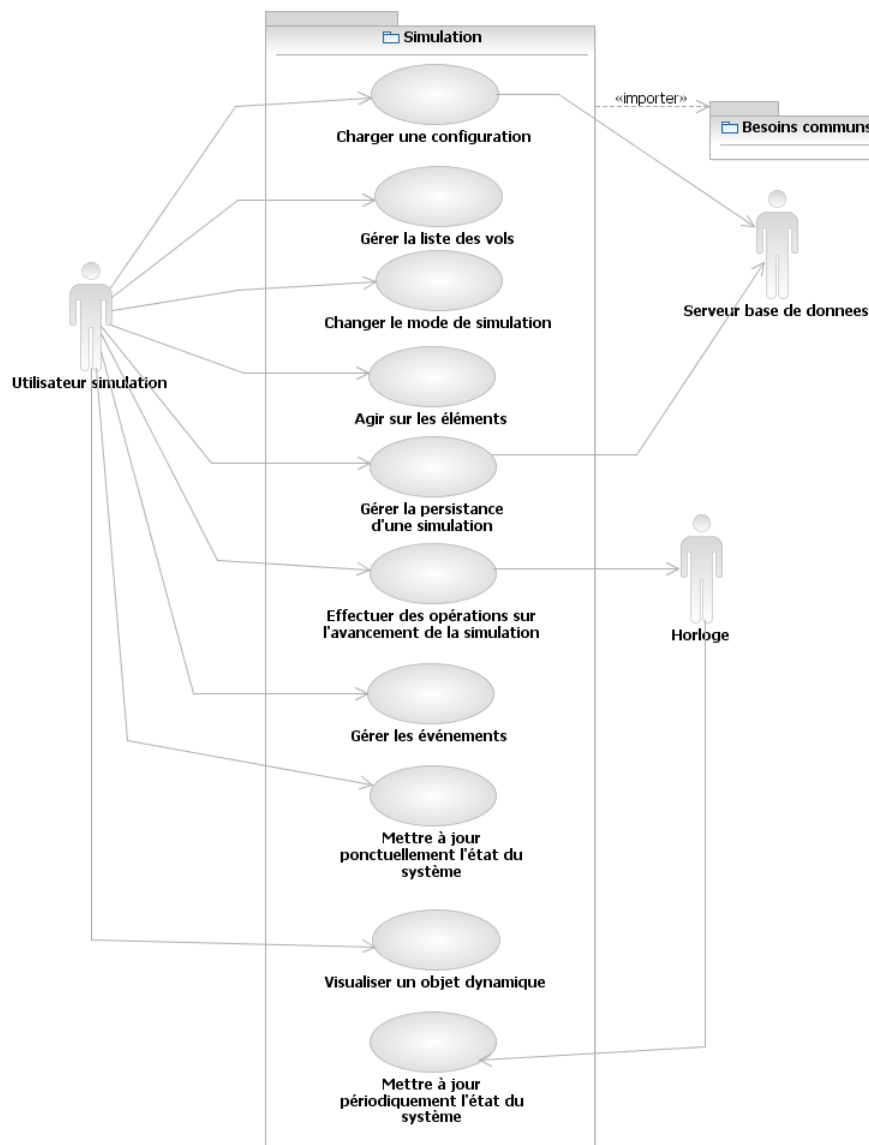 Simulation
Charger une configuration
«importer»
Besoins communs
Gérer la liste des vols
Changer le mode de simulation
Serveur base de donnees
Utilisateur simulation
Agir sur les éléments
Gérer la persistance
d'une simulation
Effectuer des opérations sur
l'avancement de la simulation
Horloge
Gérer les événements
Mettre à jour
ponctuellement l'état du
système
Visualiser un objet dynamique
Mettre à jour
périodiquement l'état du
système